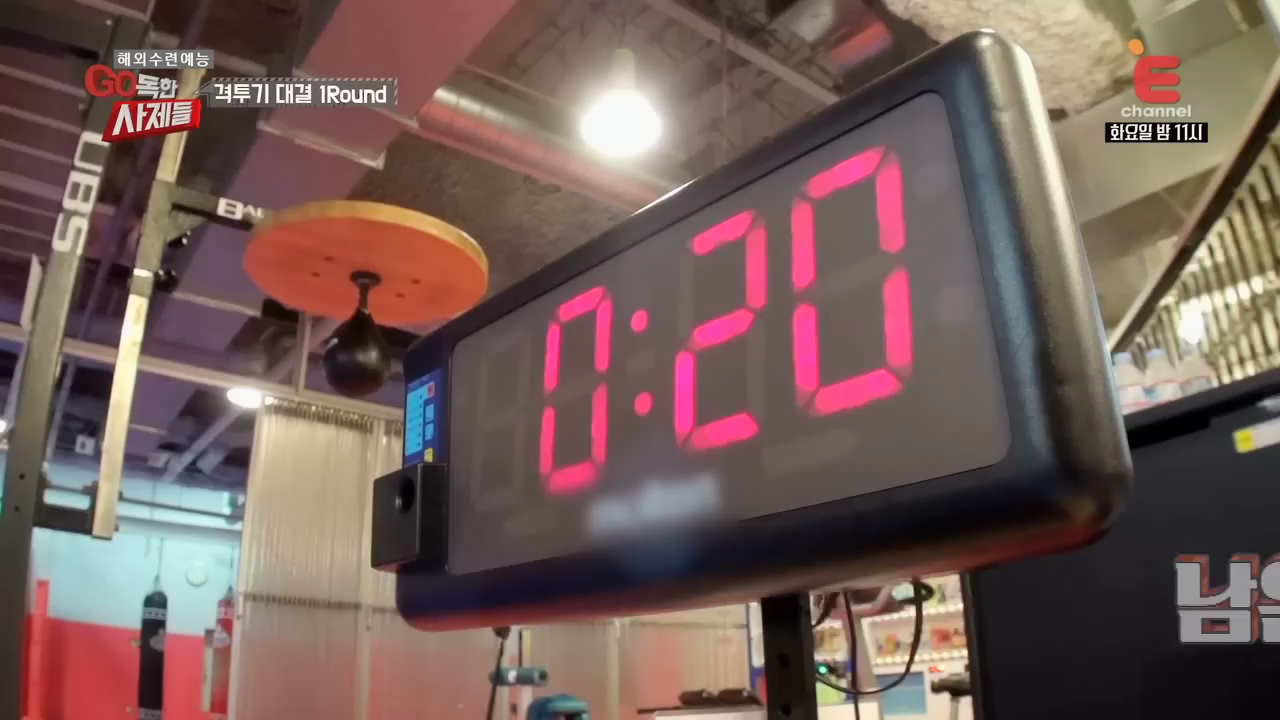 해외수련예능
GO독한
사제들
격투기 대결 1Round
E
channel
화요일 밤 11시
UBS
0:20
남